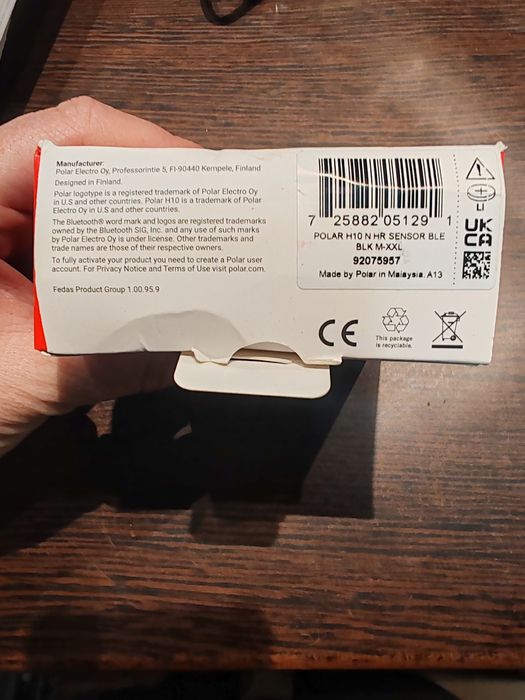 Manufacturer:
Polar Electro Oy, Professorintie 5, FI-90440 Kempele, Finland
Designed in Finland.
Polar logotype is a registered trademark of Polar Electro Oy
in U.S and other countries. Polar H10 is a trademark of Polar
Electro Oy in U.S and other countries.
The Bluetooth® word mark and logos are registered trademarks
owned by the Bluetooth SIG, Inc. and any use of such marks
by Polar Electro Oy is under license. Other trademarks and
trade names are those of their respective owners.
To fully activate your product you need to create a Polar user
account. For Privacy Notice and Terms of Use visit polar.com.
Fedas Product Group 1.00.95.9
7 25882 05129 1
POLAR H10 N HR SENSOR BLE
BLK M-XXL
92075957
Made by Polar in Malaysia. A13
LI
UK
CA
CE
This package
is recyclable.